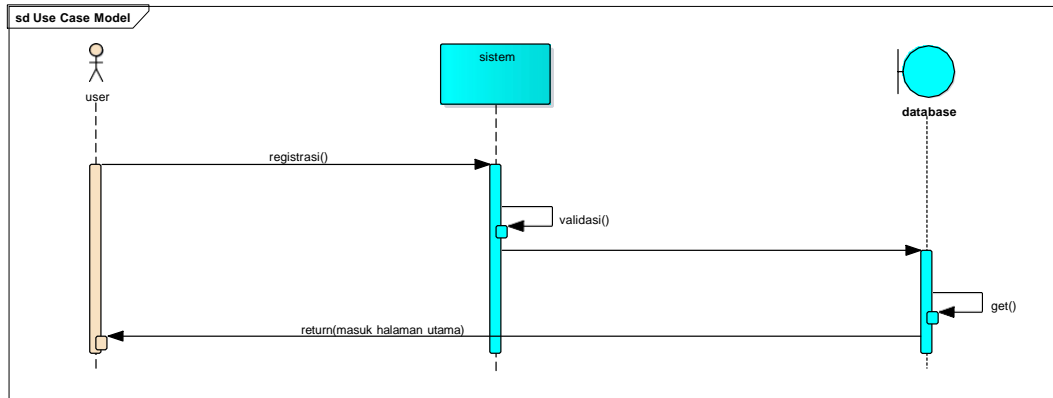 sd Use Case Model
user
sistem
database
registrasi()
validasi()
get()
return(masuk halaman utama)